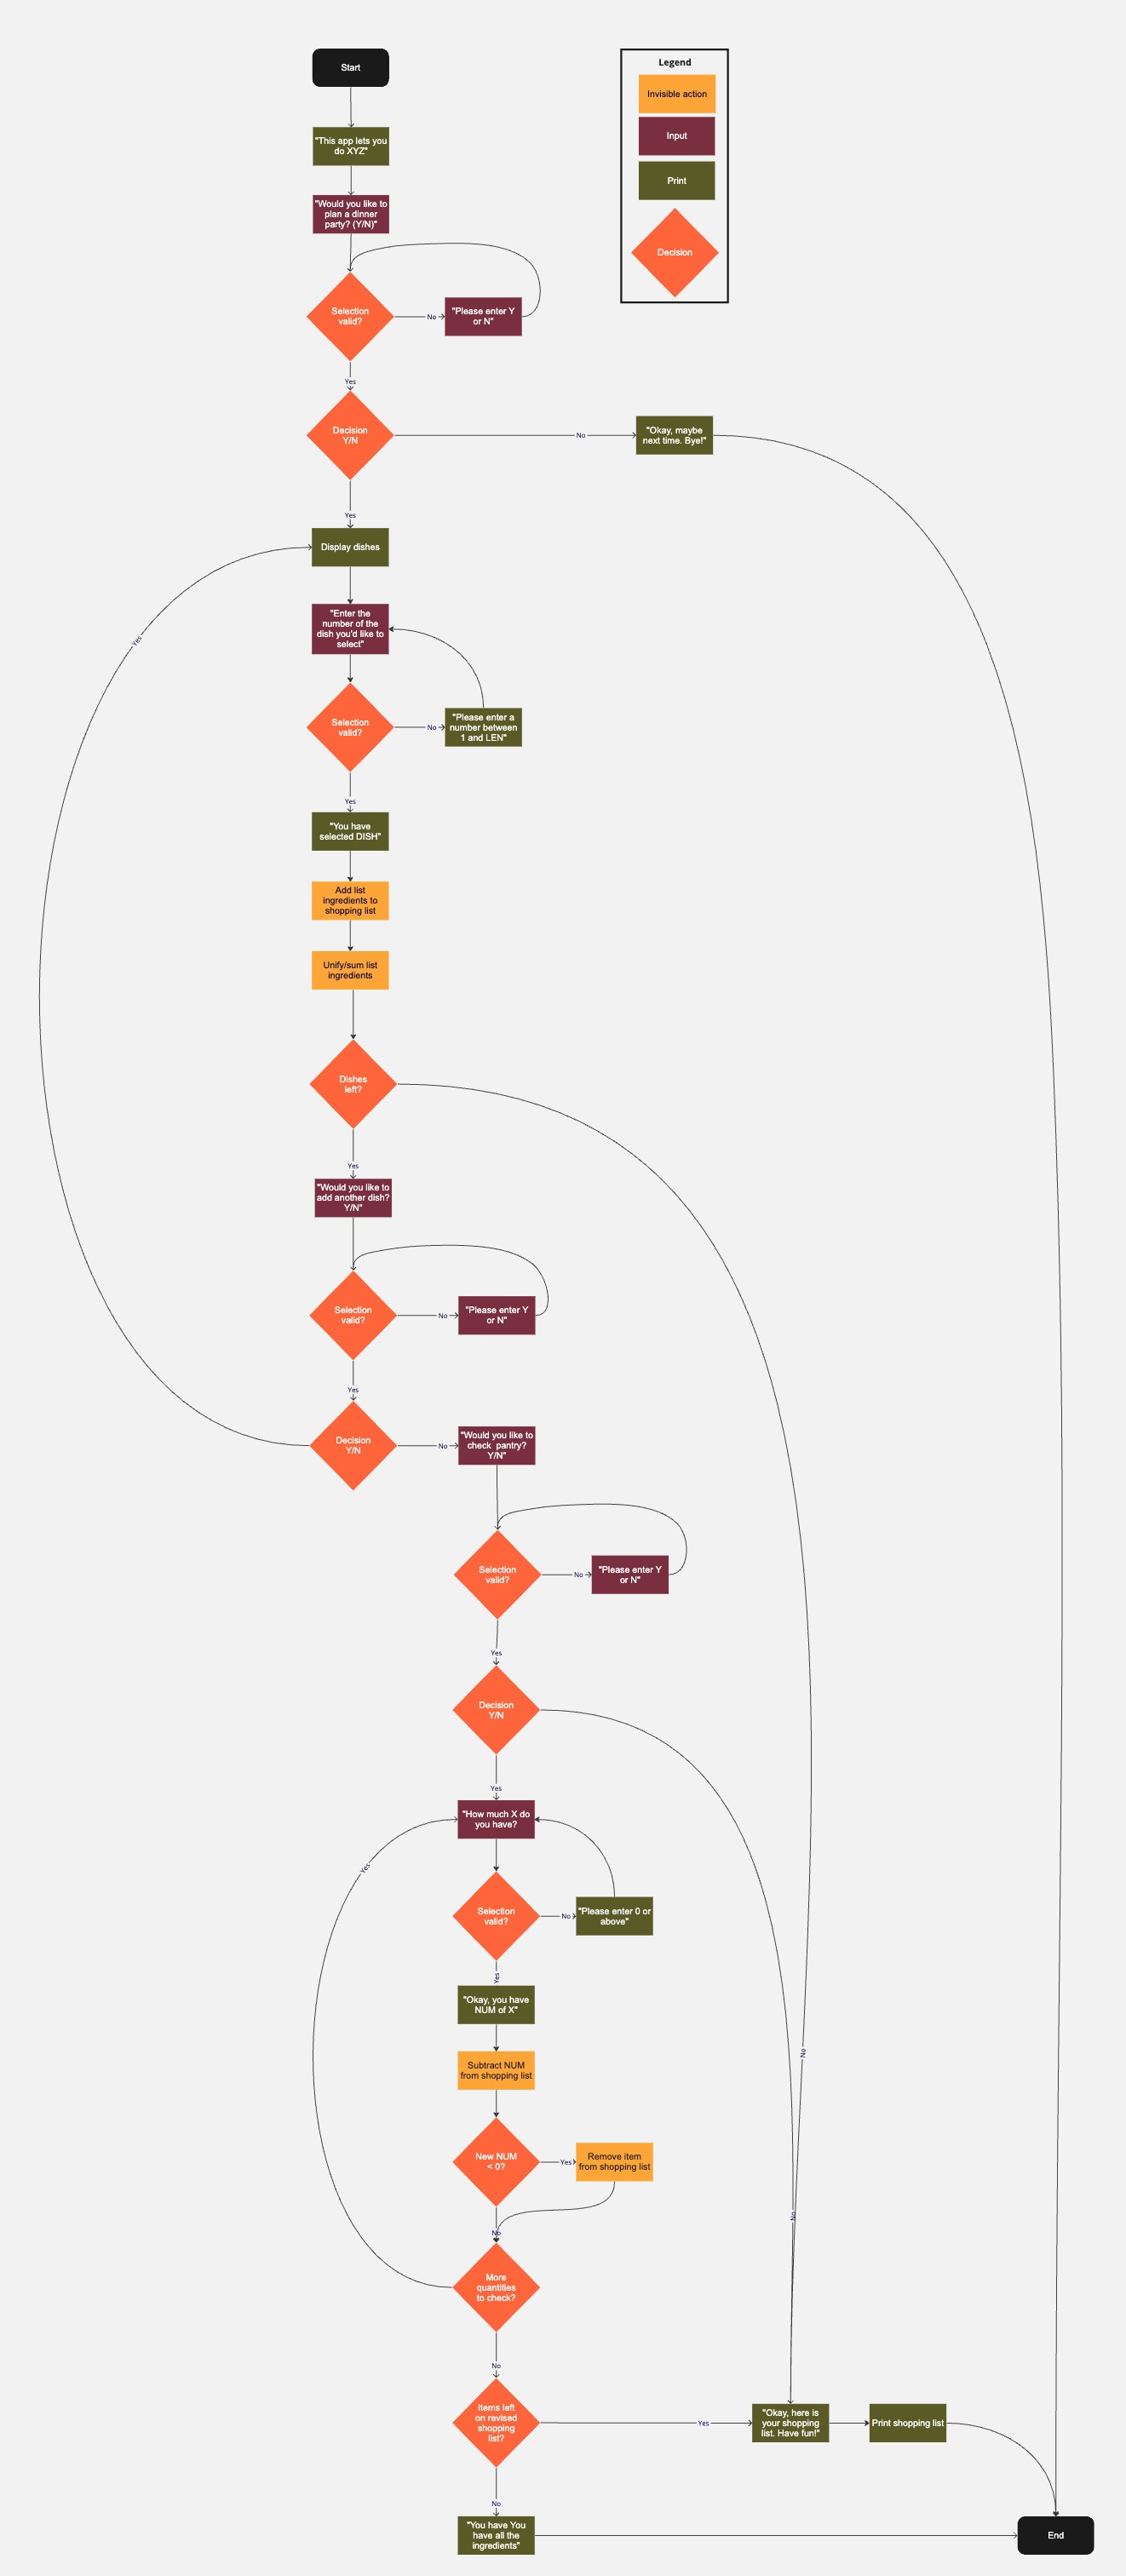 Start
Legend
Invisible action
Input
Print
Decision
"This app lets you
do XYZ"
"Would you like to
plan a dinner
party? (Y/N)"
Selection
valid?
No
"Please enter Y
or N"
Yes
Decision
Y/N
No
"Okay, maybe
next time. Bye!"
Yes
Display dishes
"Enter the
number of the
dish you'd like to
select"
Yes
Selection
valid?
No
"Please enter a
number between
1 and LEN"
Yes
"You have
selected DISH"
Add list
ingredients to
shopping list
Unify/sum list
ingredients
Dishes
left?
Yes
"Would you like to
add another dish?
Y/N"
Selection
valid?
No
"Please enter Y
or N"
Yes
Decision
Y/N
No
"Would you like to
check pantry?
Y/N"
Selection
valid?
No
"Please enter Y
or N"
Yes
Decision
Y/N
Yes
"How much X do
you have?
Yes
Selection
valid?
No
"Please enter 0 or
above"
Yes
"Okay, you have
NUM of X"
No
Subtract NUM
from shopping list
New NUM
< 0?
Yes
Remove item
from shopping list
No
No
More
quantities
to check?
No
Items left
on revised
shopping
list?
Yes
"Okay, here is
your shopping
list. Have fun!"
Print shopping list
No
"You have You
have all the
ingredients"
End